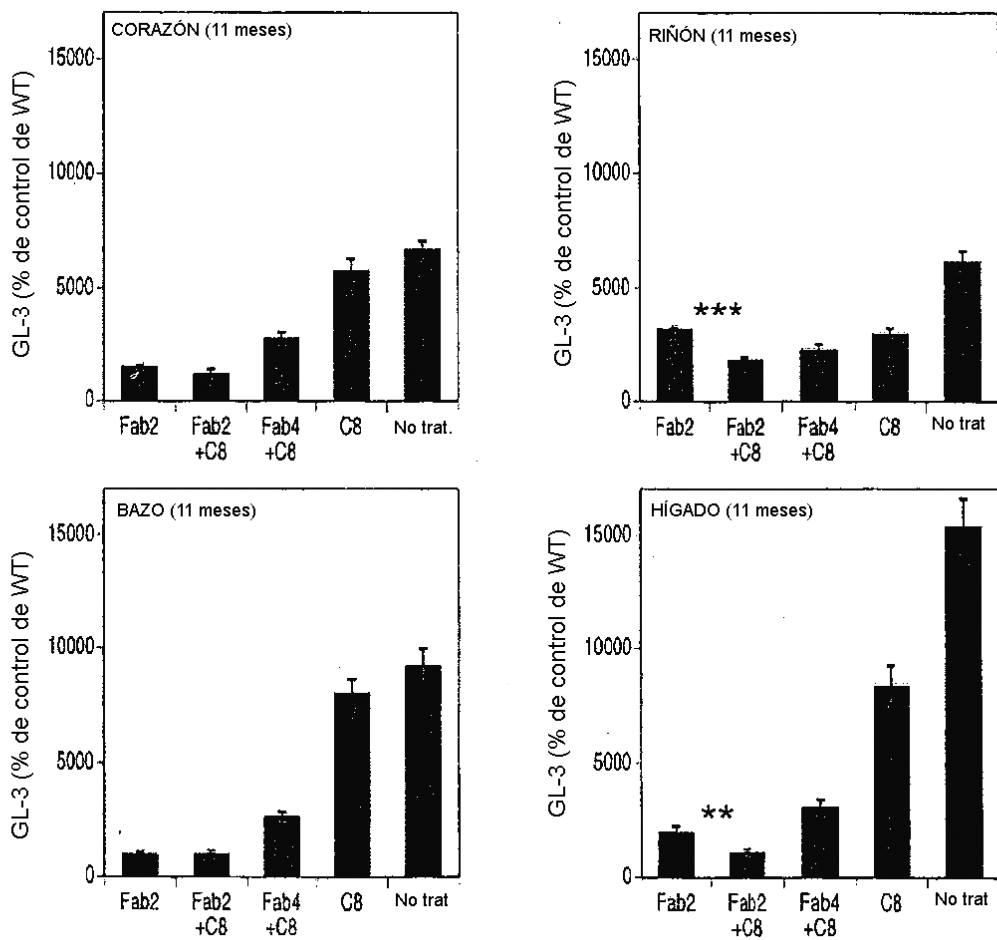 CORAZÓN (11 meses)
GL-3 (% de control de WT)
15000
10000
5000
0
Fab2 Fab2 Fab4 C8 No trat.
+C8 +C8
RIÑÓN (11 meses)
GL-3 (% de control de WT)
15000
10000
5000
0
***
Fab2 Fab2 Fab4 C8 No trat
+C8 +C8
BAZO (11 meses)
GL-3 (% de control de WT)
15000
10000
5000
0
Fab2 Fab2 Fab4 C8 No trat
+C8 +C8
HÍGADO (11 meses)
GL-3 (% de control de WT)
15000
10000
5000
0
**
Fab2 Fab2 Fab4 C8 No trat
+C8 +C8